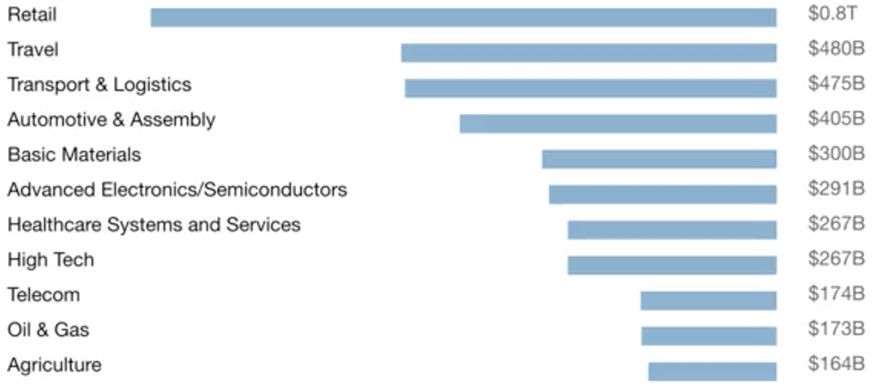 Retail $0.8T
Travel $480B
Transport & Logistics $475B
Automotive & Assembly $405B
Basic Materials $300B
Advanced Electronics/Semiconductors $291B
Healthcare Systems and Services $267B
High Tech $267B
Telecom $174B
Oil & Gas $173B
Agriculture $164B